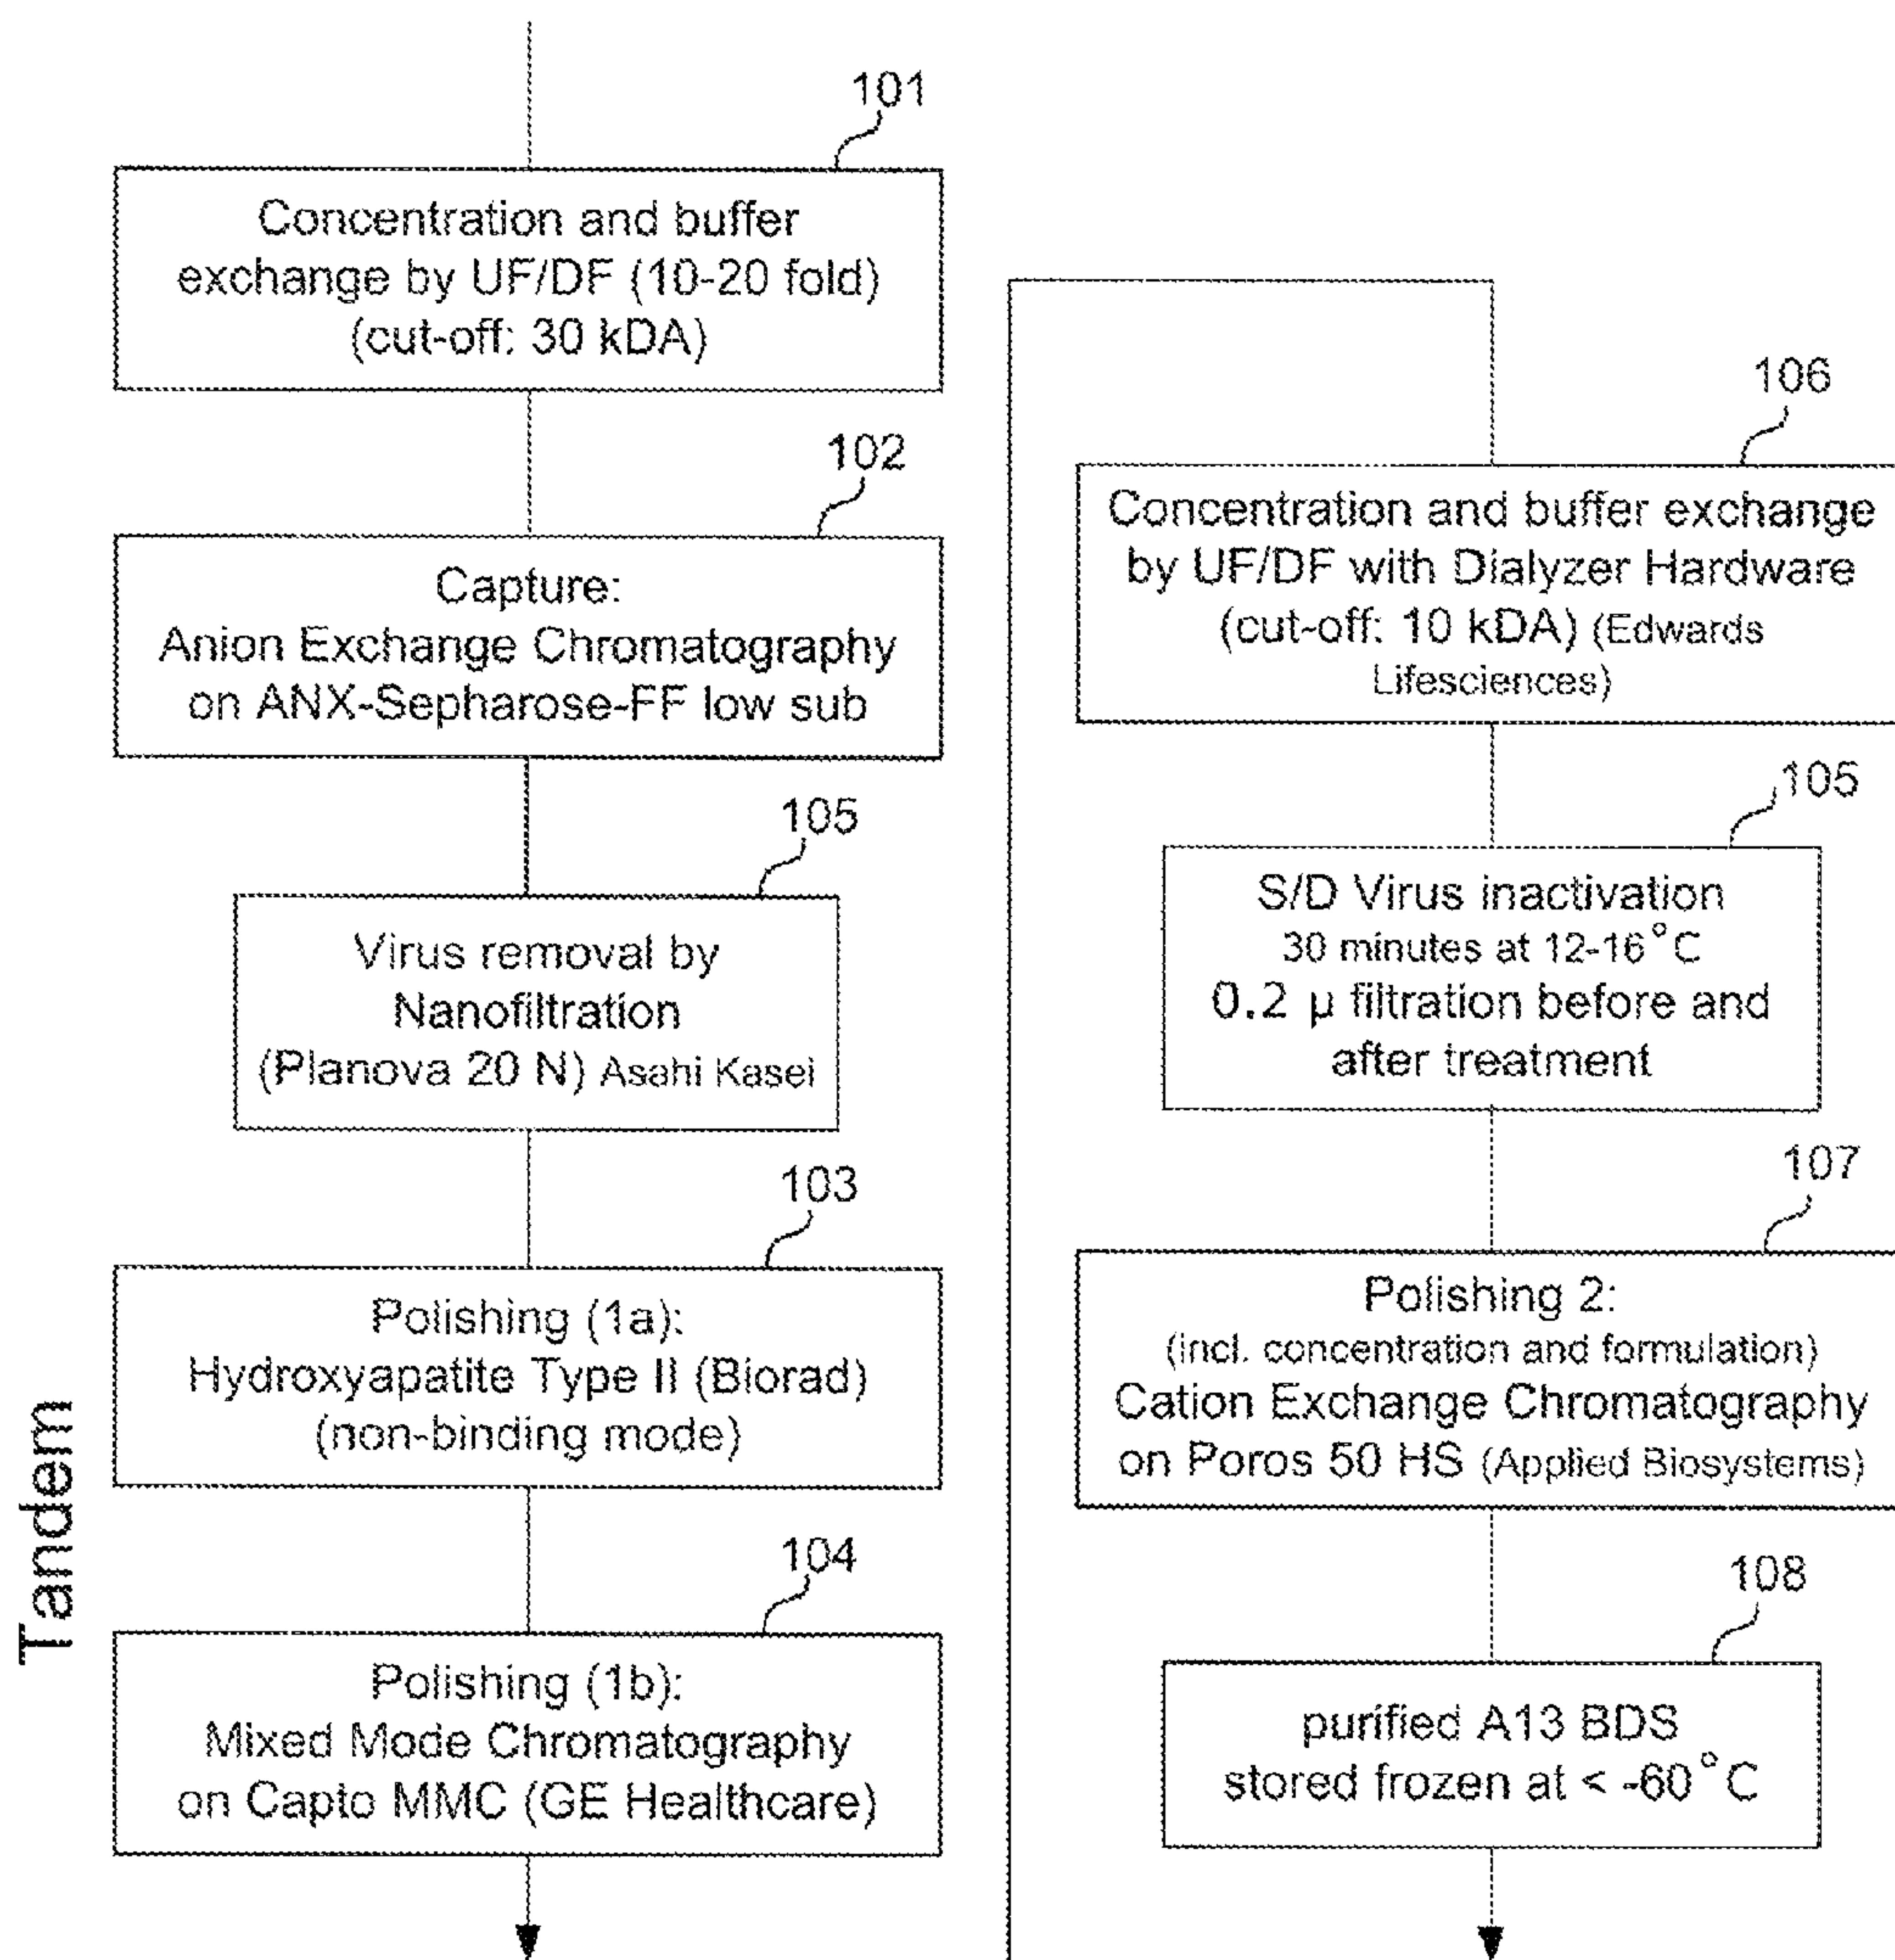 101
Concentration and buffer
exchange by UF/DF (10-20 fold)
(cut-off: 30 kDA)
102
Capture:
Anion Exchange Chromatography
on ANX-Sepharose-FF low sub
105
Virus removal by
Nanofiltration
(Planova 20 N) Asahi Kasei
103
Polishing (1a):
Hydroxyapatite Type II (Biorad)
(non-binding mode)
Tandem
104
Polishing (1b):
Mixed Mode Chromatography
on Capto MMC (GE Healthcare)
106
Concentration and buffer exchange
by UF/DF with Dialyzer Hardware
(cut-off: 10 kDA) (Edwards
Lifesciences)
105
S/D Virus inactivation
30 minutes at 12-16°C
0.2 µ filtration before and
after treatment
107
Polishing 2:
(incl. concentration and formulation)
Cation Exchange Chromatography
on Poros 50 HS (Applied Biosystems)
108
purified A13 BDS
stored frozen at < -60°C